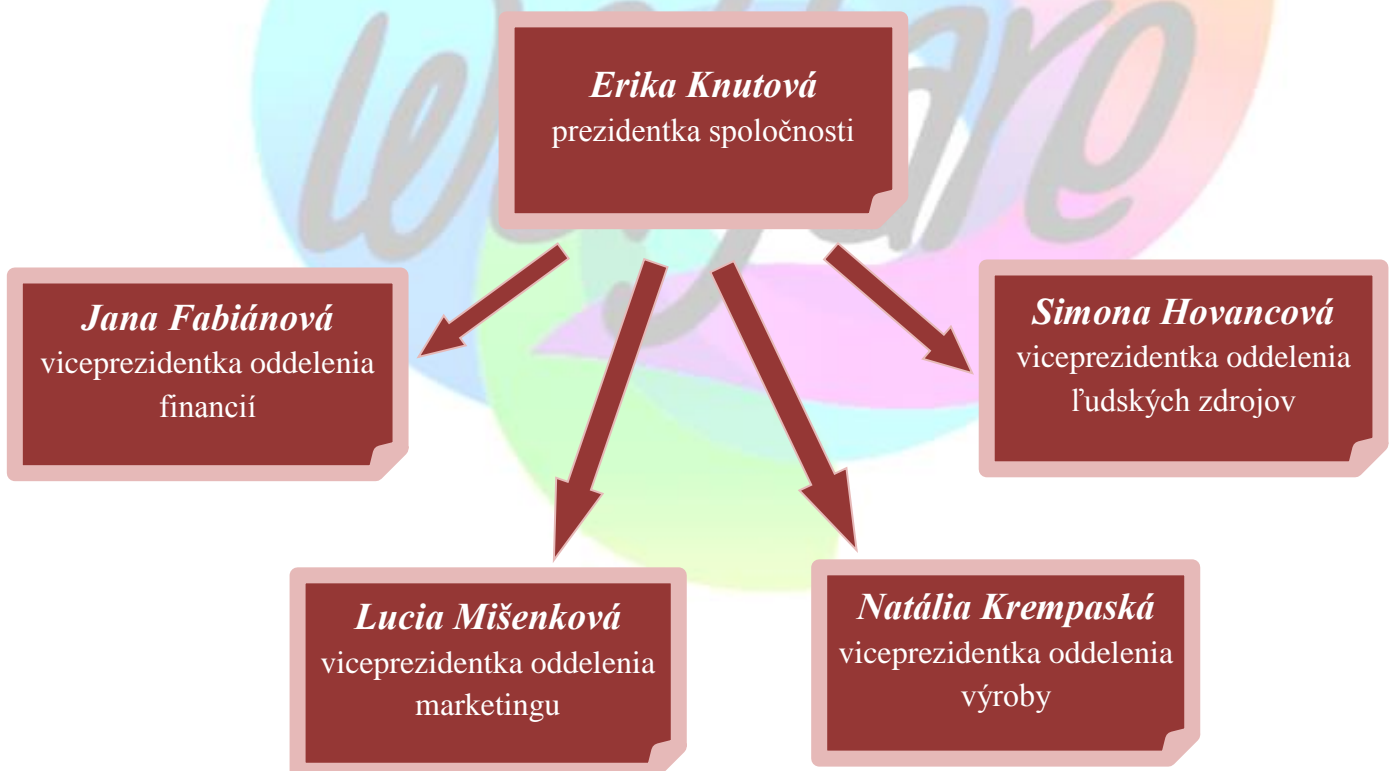 Erika Knutová
prezidentka spoločnosti
Jana Fabiánová
viceprezidentka oddelenia
financií
Simona Hovancová
viceprezidentka oddelenia
ľudských zdrojov
Lucia Mišenková
viceprezidentka oddelenia
marketingu
Natália Krempaská
viceprezidentka oddelenia
výroby